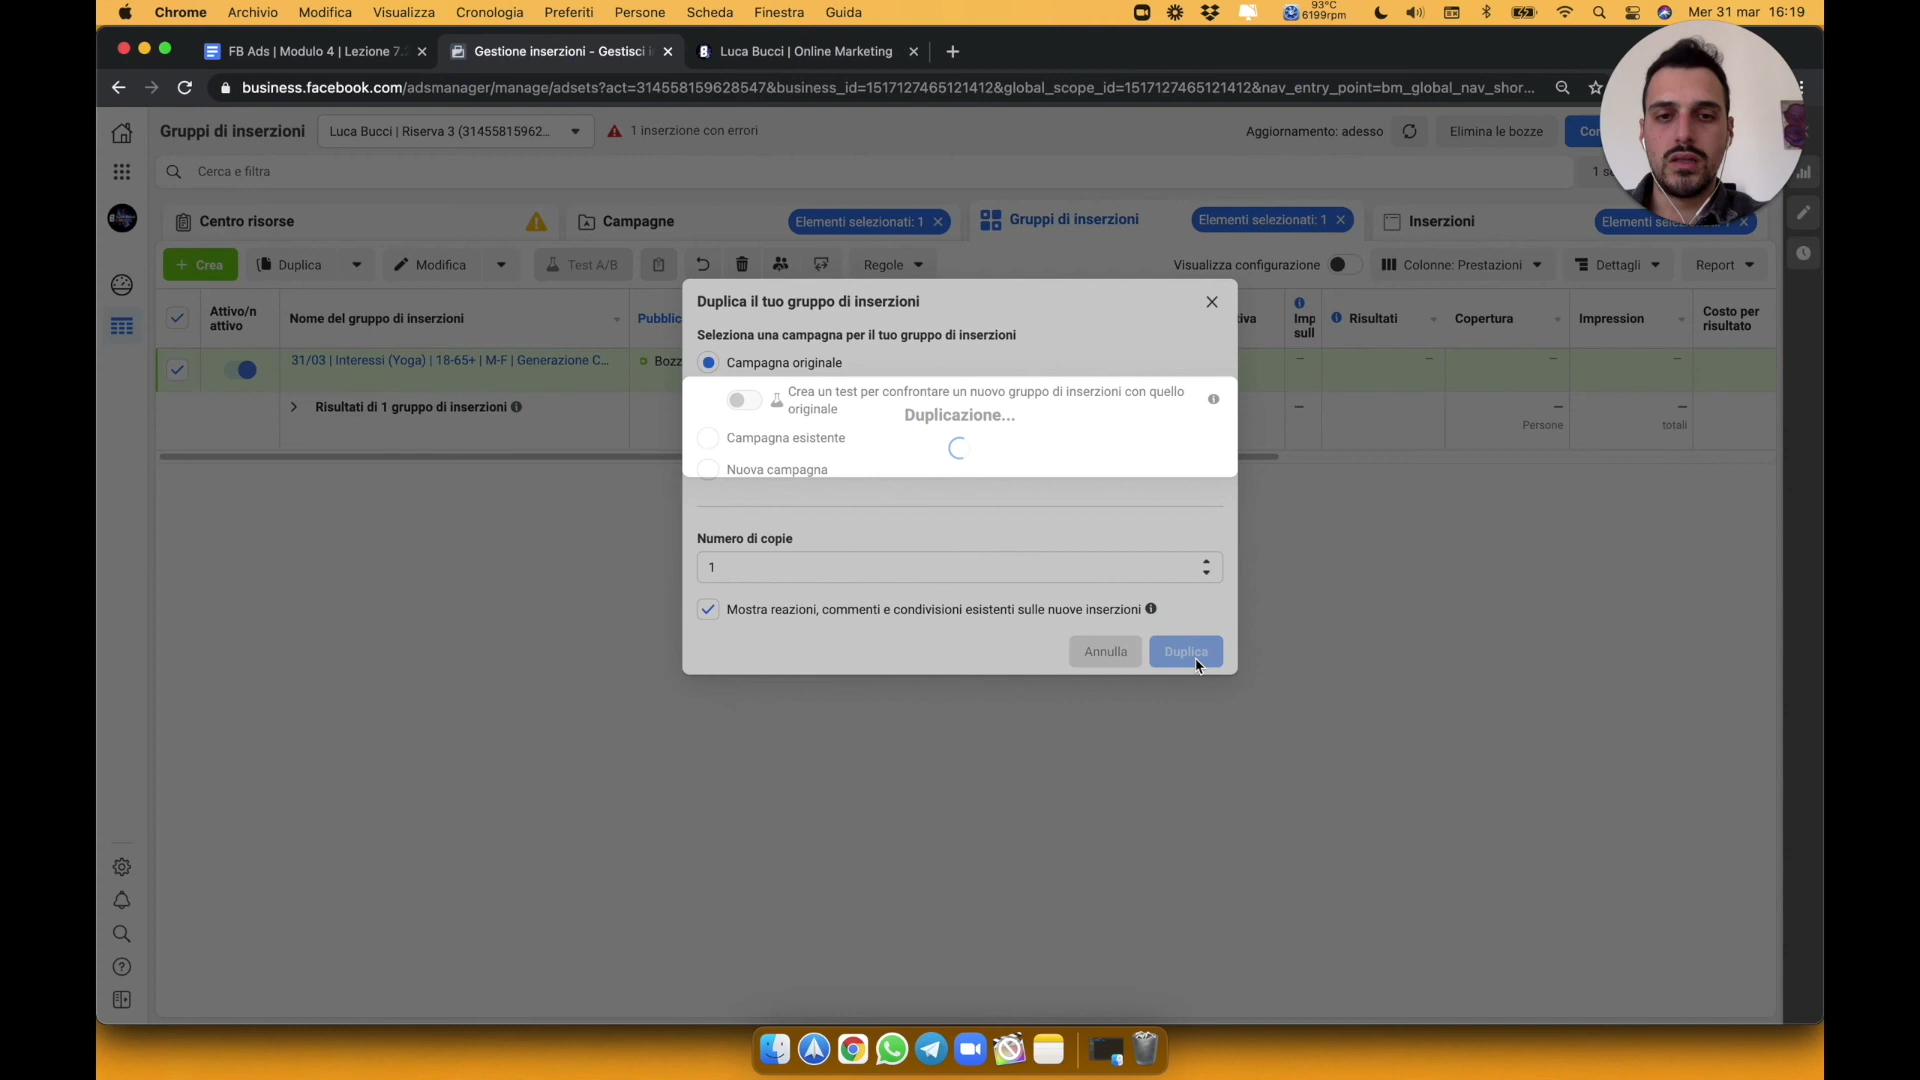 Chrome Archivio Modifica Visualizza Cronologia Preferiti Persone Scheda Finestra Guida 93°C 6199rpm Mer 31 mar 16:19
FB Ads | Modulo 4 | Lezione 7. Gestione inserzioni - Gestisci i Luca Bucci | Online Marketing
business.facebook.com/adsmanager/manage/adsets?act=314558159628547&business_id=1517127465121412&global_scope_id=1517127465121412&nav_entry_point=bm_global_nav_shor...
Gruppi di inserzioni Luca Bucci | Riserva 3 (31455815962... 1 inserzione con errori Aggiornamento: adesso Elimina le bozze
Cerca e filtra
Centro risorse Campagne Elementi selezionati: 1 Gruppi di inserzioni Elementi selezionati: 1 Inserzioni
+ Crea Duplica Modifica Test A/B Regole Visualizza configurazione Colonne: Prestazioni Dettagli Report
Attivo/n attivo Nome del gruppo di inserzioni Risultati Copertura Impression Costo per risultato
31/03 | Interessi (Yoga) | 18-65+ | M-F | Generazione C... — — — —
Risultati di 1 gruppo di inserzioni — — —
Persone totali
Duplica il tuo gruppo di inserzioni
Seleziona una campagna per il tuo gruppo di inserzioni
Campagna originale
Crea un test per confrontare un nuovo gruppo di inserzioni con quello
originale
Duplicazione...
Campagna esistente
Nuova campagna
Numero di copie
1
Mostra reazioni, commenti e condivisioni esistenti sulle nuove inserzioni
Annulla Duplica